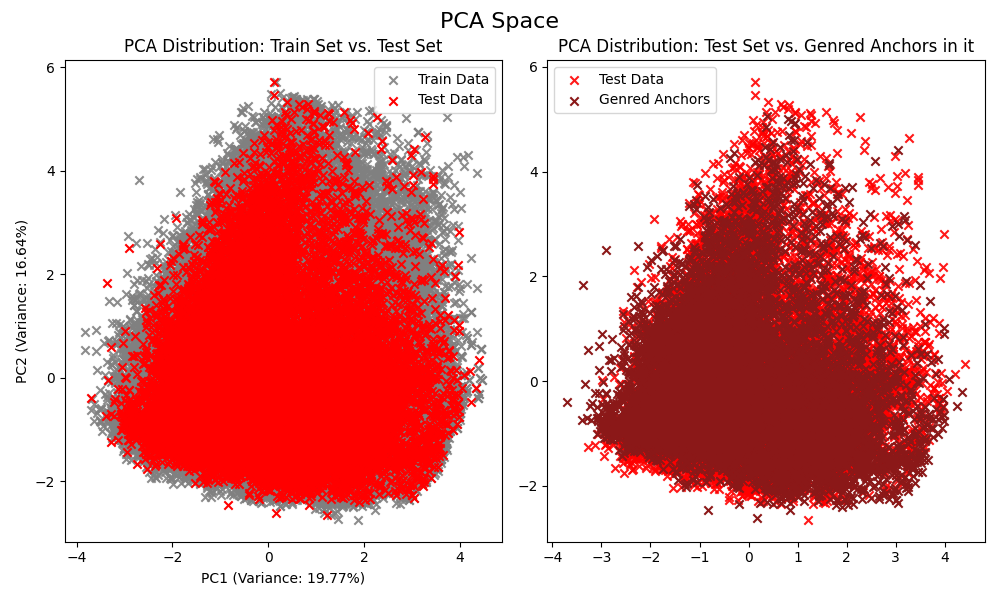 PCA Space
PCA Distribution: Train Set vs. Test Set
Train Data
Test Data
6
4
2
0
−2
−4
−2
0
2
4
PC1 (Variance: 19.77%)
PC2 (Variance: 16.64%)
PCA Distribution: Test Set vs. Genred Anchors in it
Test Data
Genred Anchors
6
4
2
0
−2
−4
−3
−2
−1
0
1
2
3
4